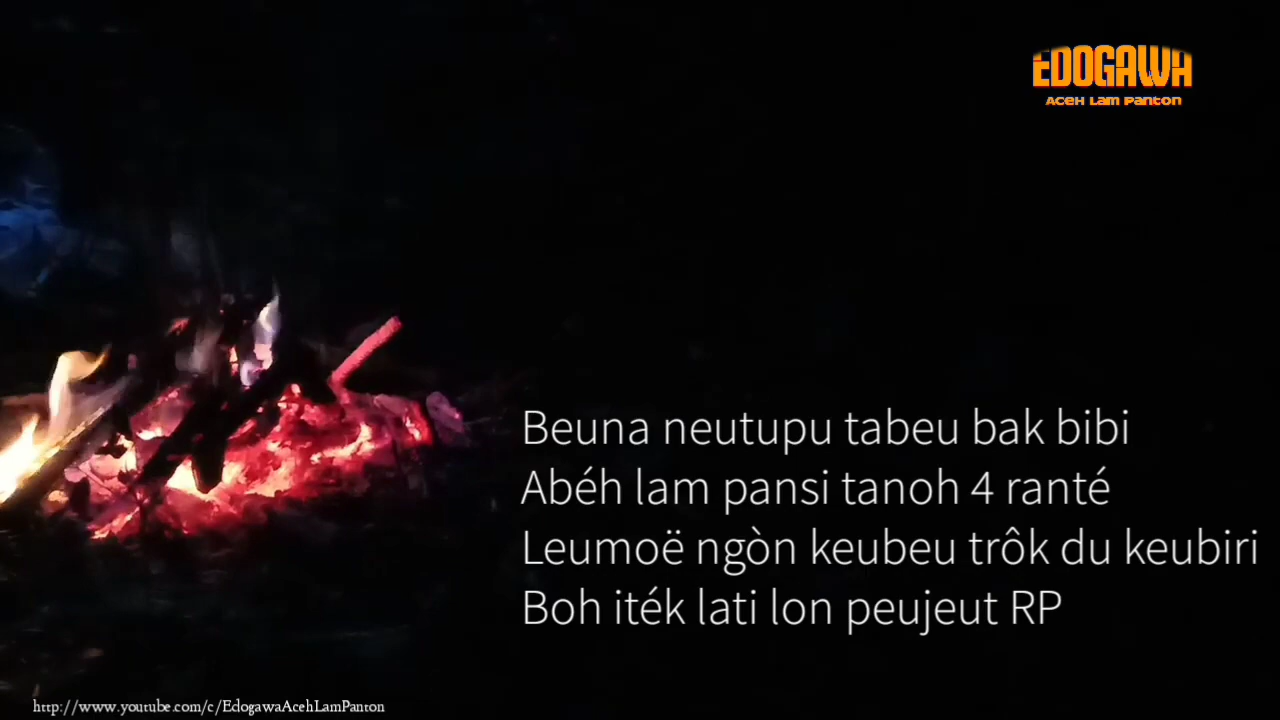 EDOGAWA
Aceh Lam Panton
Beuna neutupu tabeu bak bibi
Abéh lam pansi tanoh 4 ranté
Leumoë ngòn keubeu trôk du keubiri
Boh iték lati lon peujeut RP
http://www.youtube.com/c/EdogawaAcehLamPanton